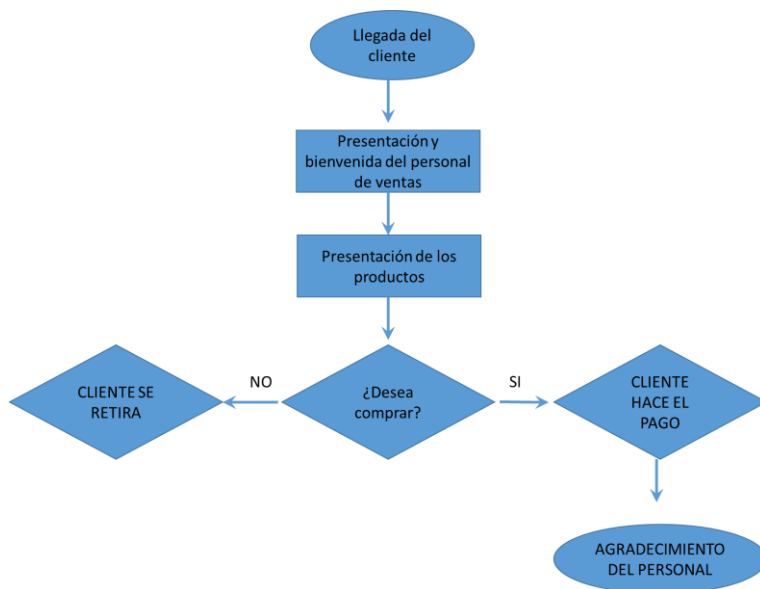 Llegada del
cliente
Presentación y
bienvenida del personal
de ventas
Presentación de los
productos
CLIENTE SE
RETIRA
NO
¿Desea
comprar?
SI
CLIENTE
HACE EL
PAGO
AGRADECIMIENTO
DEL PERSONAL